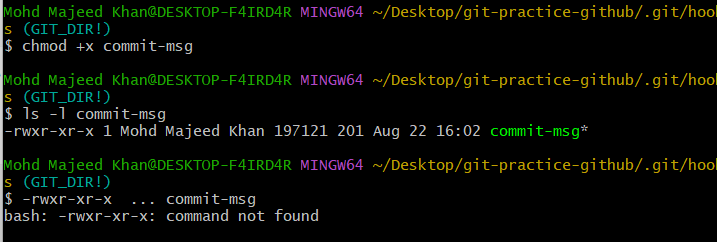 Mohd Majeed Khan@DESKTOP-F4IRD4R MINGW64 ~/Desktop/git-practice-github/.git/hook
s (GIT_DIR!)
$ chmod +x commit-msg
Mohd Majeed Khan@DESKTOP-F4IRD4R MINGW64 ~/Desktop/git-practice-github/.git/hook
s (GIT_DIR!)
$ ls -l commit-msg
-rwxr-xr-x 1 Mohd Majeed Khan 197121 201 Aug 22 16:02 commit-msg*
Mohd Majeed Khan@DESKTOP-F4IRD4R MINGW64 ~/Desktop/git-practice-github/.git/hook
s (GIT_DIR!)
$ -rwxr-xr-x  ... commit-msg
bash: -rwxr-xr-x: command not found